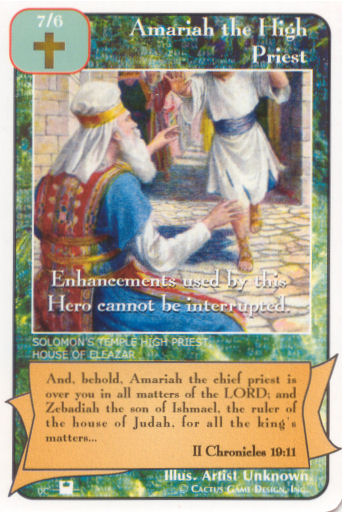 7/6
Amariah the High
Priest
Enhancements used by this
Hero cannot be interrupted.
SOLOMON'S TEMPLE HIGH PRIEST,
HOUSE OF ELEAZAR
And, behold, Amariah the chief priest is
over you in all matters of the LORD; and
Zebadiah the son of Ishmael, the ruler of
the house of Judah, for all the king's
matters...
II Chronicles 19:11
Illus. Artist Unknown
© Cactus Game Design, Inc.